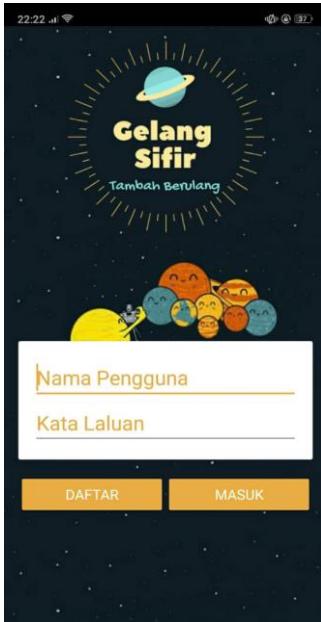 22:22
37
Gelang
Sifir
Tambah Berulang
Nama Pengguna
Kata Laluan
DAFTAR
MASUK